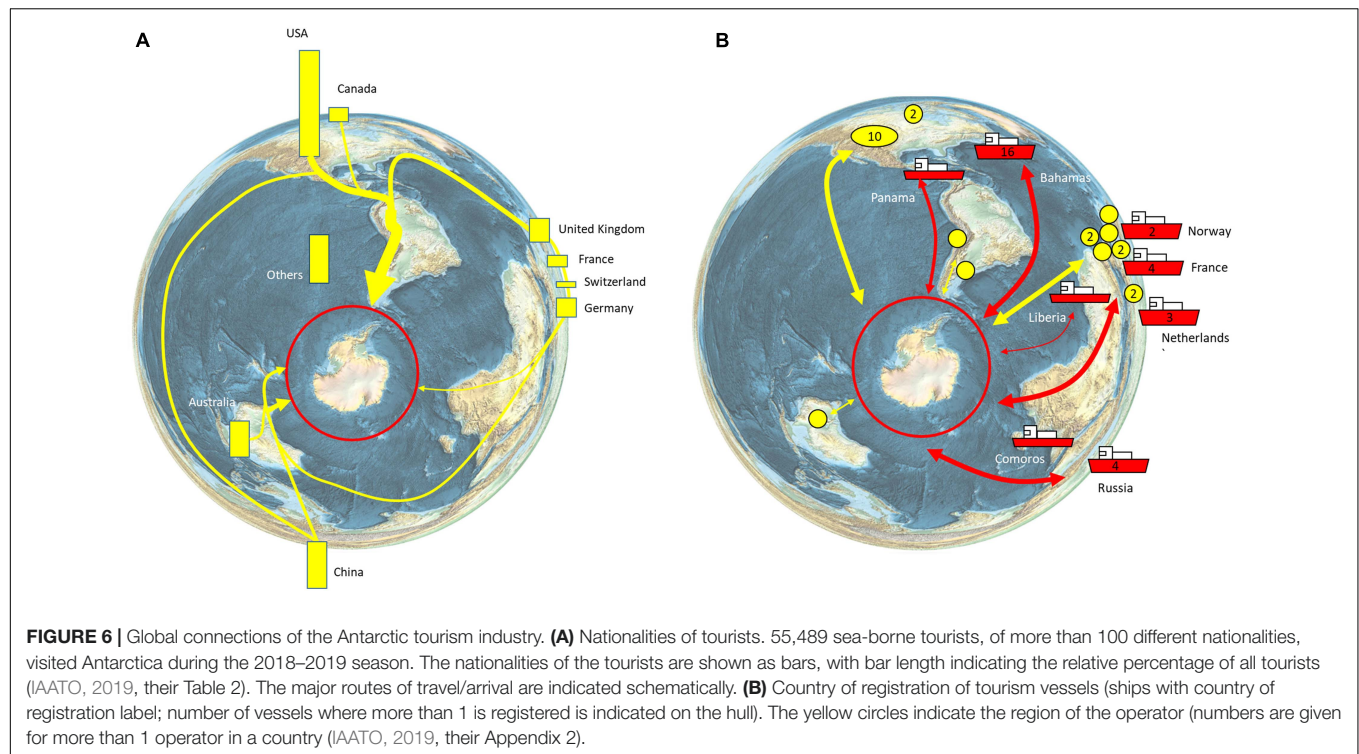 A
USA
Canada
United Kingdom
France
Switzerland
Germany
Others
Australia
China
B
2
10
16
Bahamas
Panama
2
Norway
2
2
4
France
Liberia
2
3
Netherlands
`
Comoros
4
Russia
FIGURE 6 | Global connections of the Antarctic tourism industry. (A) Nationalities of tourists. 55,489 sea-borne tourists, of more than 100 different nationalities,
visited Antarctica during the 2018–2019 season. The nationalities of the tourists are shown as bars, with bar length indicating the relative percentage of all tourists
(IAATO, 2019, their Table 2). The major routes of travel/arrival are indicated schematically. (B) Country of registration of tourism vessels (ships with country of
registration label; number of vessels where more than 1 is registered is indicated on the hull). The yellow circles indicate the region of the operator (numbers are given
for more than 1 operator in a country (IAATO, 2019, their Appendix 2).